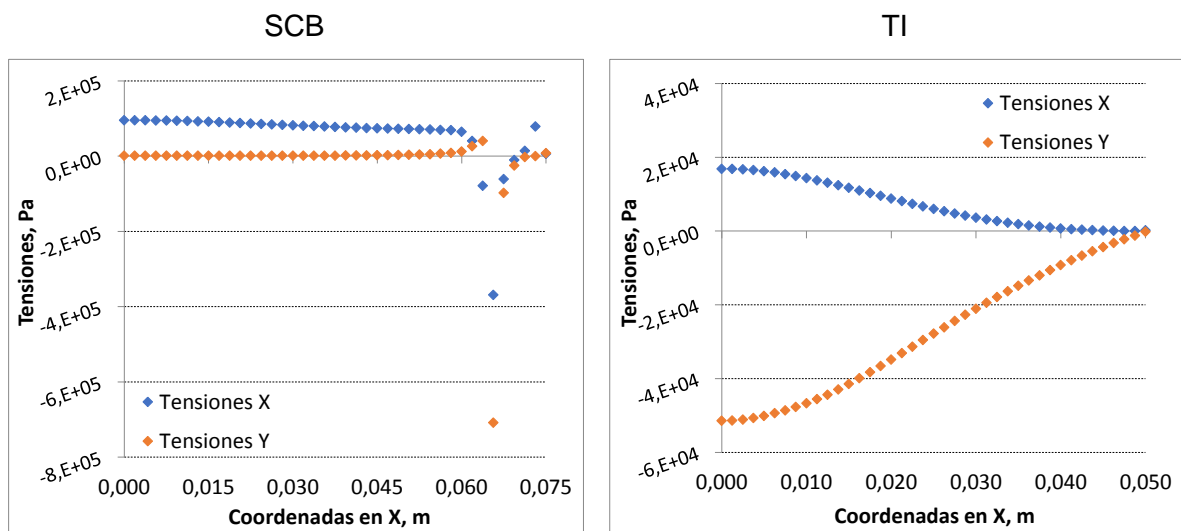 SCB
TI
2,E+05
0,E+00
-2,E+05
-4,E+05
-6,E+05
-8,E+05
Tensiones, Pa
Tensiones X
Tensiones Y
0,000 0,015 0,030 0,045 0,060 0,075
Coordenadas en X, m
4,E+04
2,E+04
0,E+00
-2,E+04
-4,E+04
-6,E+04
Tensiones, Pa
Tensiones X
Tensiones Y
0,000 0,010 0,020 0,030 0,040 0,050
Coordenadas en X, m